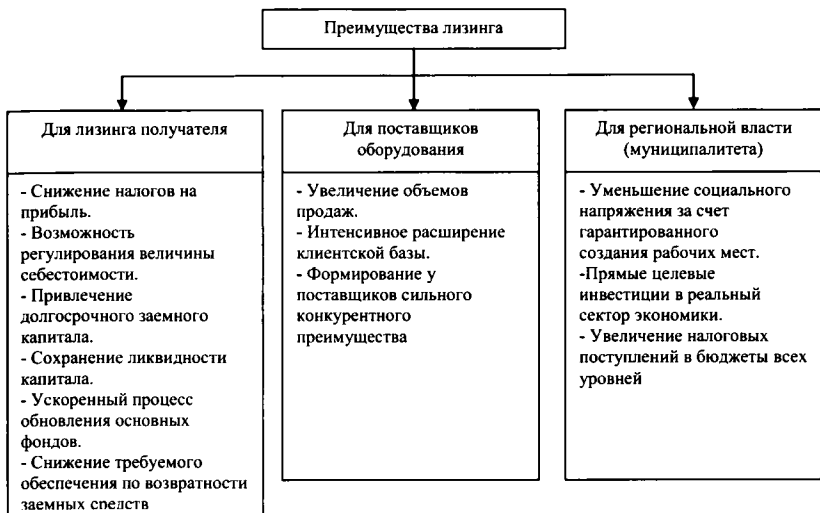 Преимущества лизинга
Для лизинга получателя
- Снижение налогов на
прибыль.
- Возможность
регулирования величины
себестоимости.
- Привлечение
долгосрочного заемного
капитала.
- Сохранение ликвидности
капитала.
- Ускоренный процесс
обновления основных
фондов.
- Снижение требуемого
обеспечения по возвратности
заемных средств
Для поставщиков
оборудования
- Увеличение объемов
продаж.
- Интенсивное расширение
клиентской базы.
- Формирование у
поставщиков сильного
конкурентного
преимущества
Для региональной власти
(муниципалитета)
- Уменьшение социального
напряжения за счет
гарантированного
создания рабочих мест.
-Прямые целевые
инвестиции в реальный
сектор экономики.
- Увеличение налоговых
поступлений в бюджеты всех
уровней